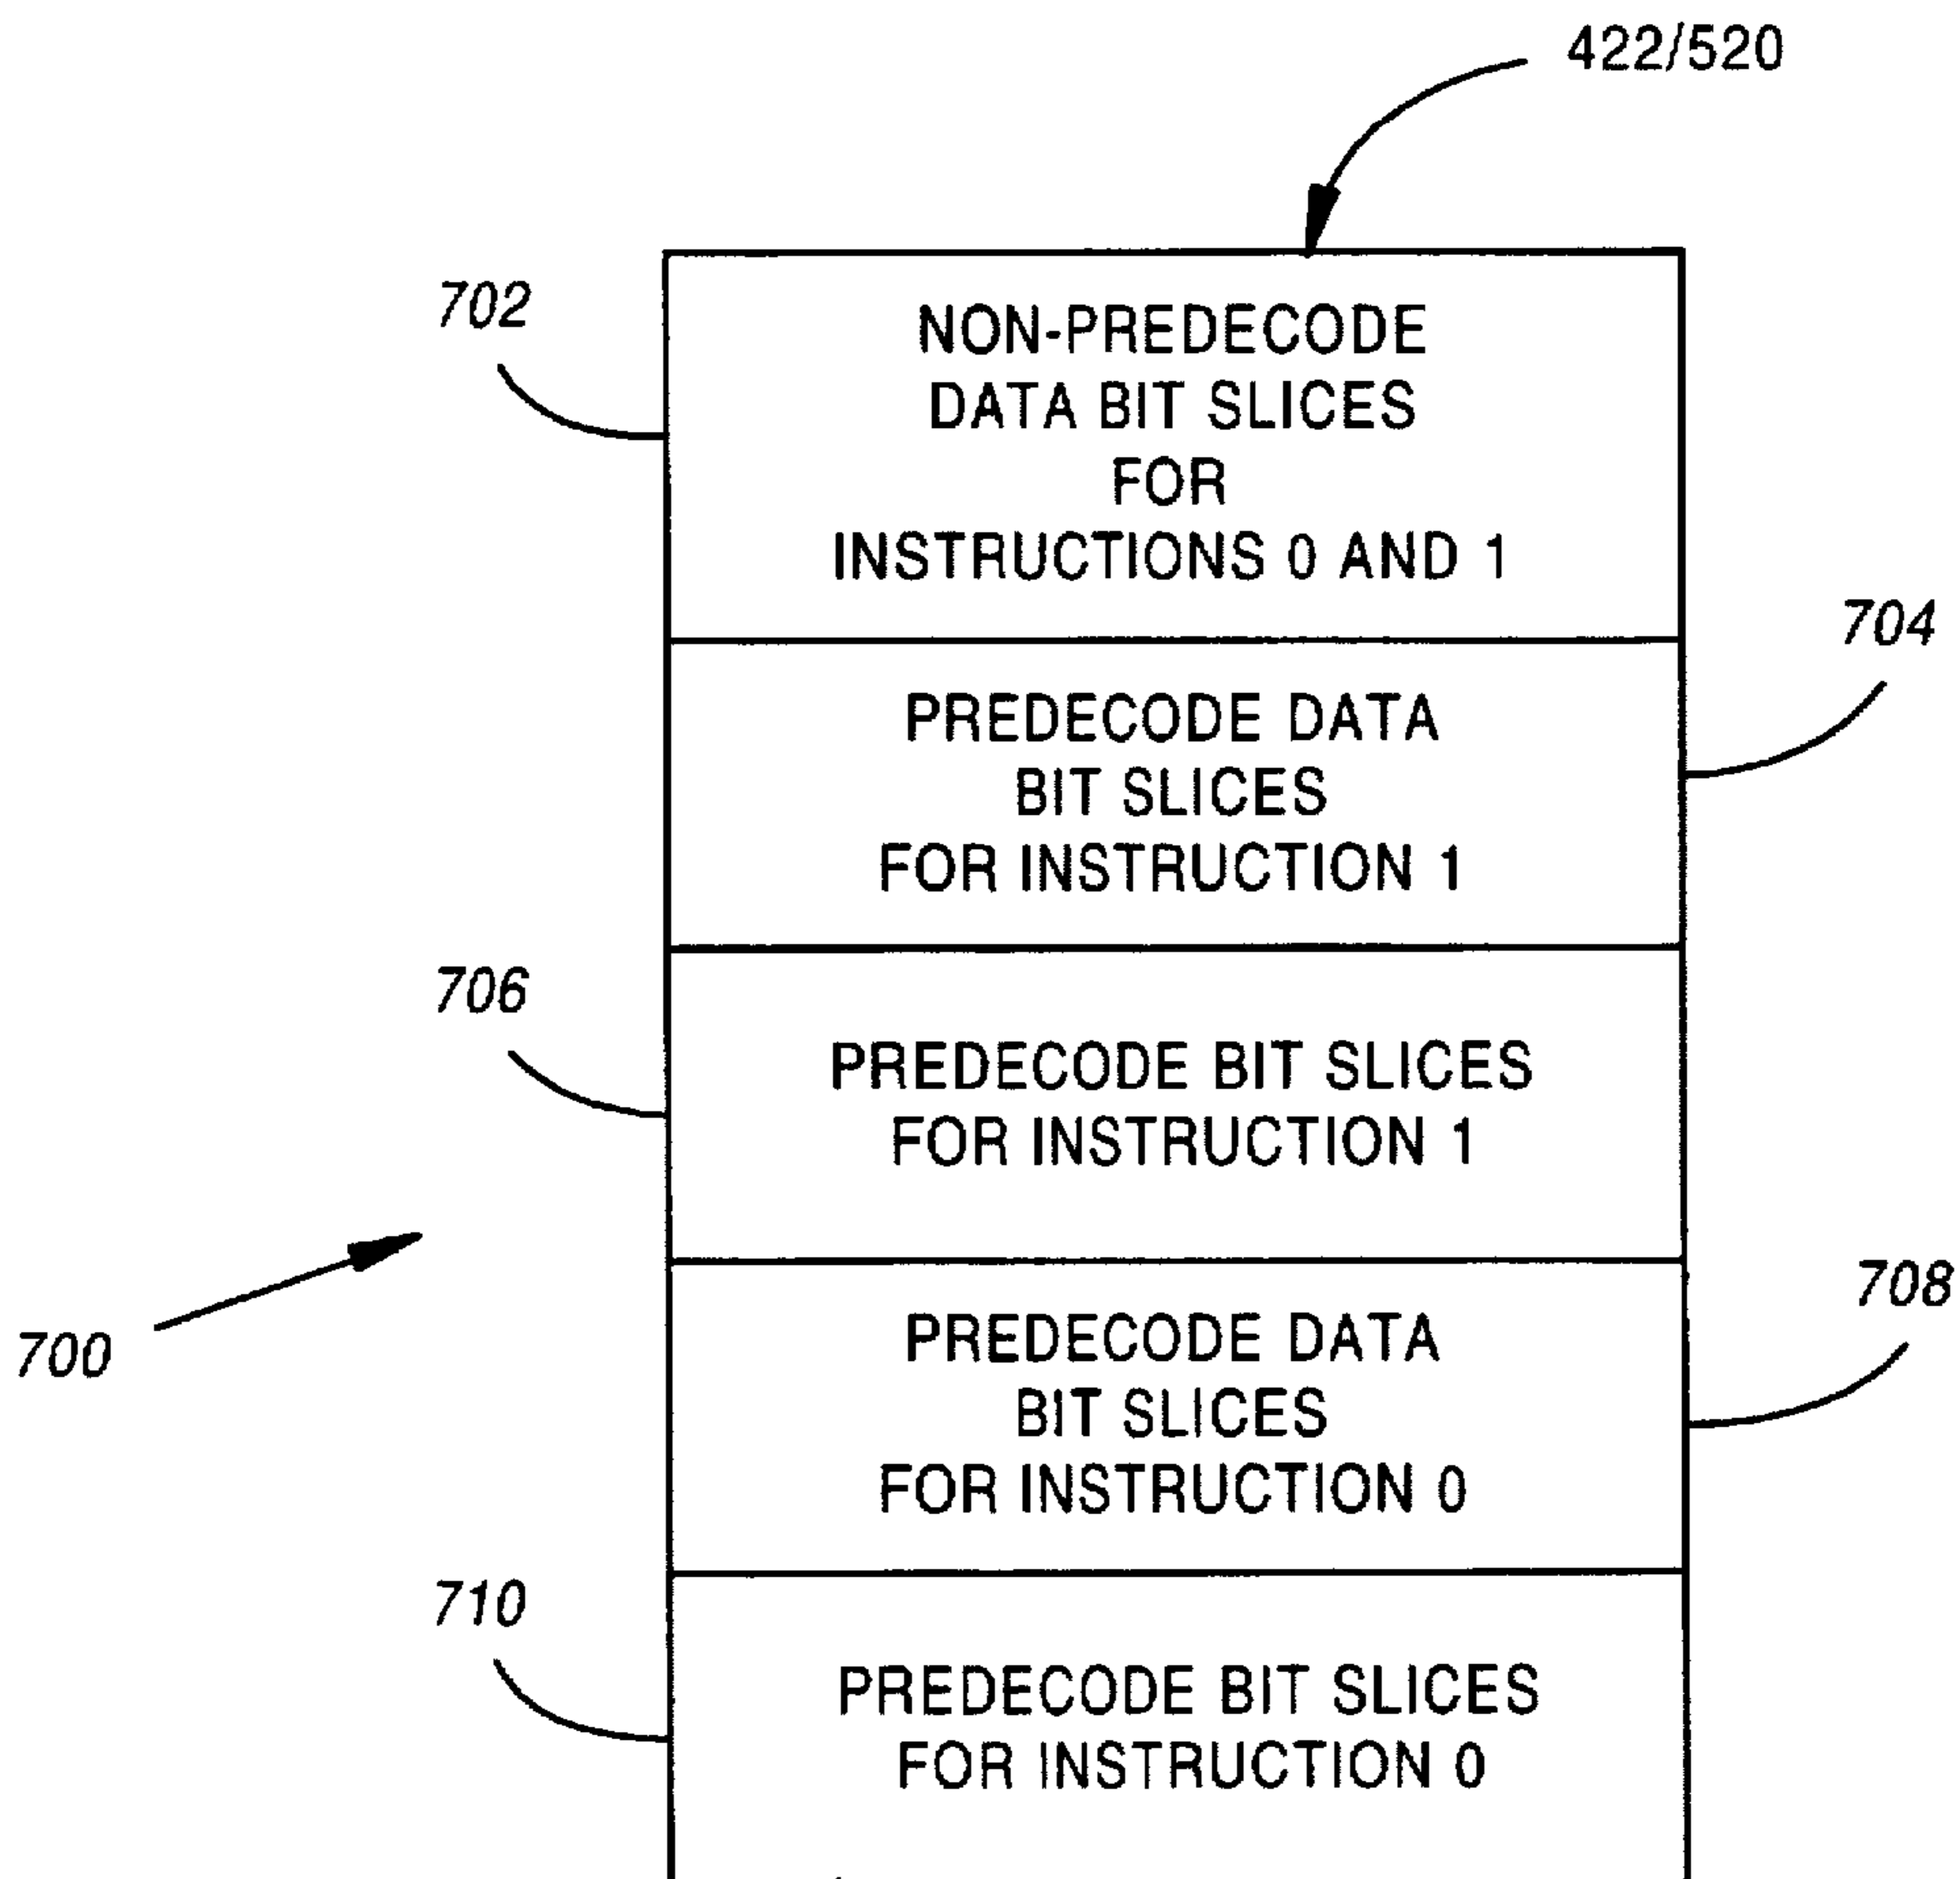 422/520
702
NON-PREDECODE
DATA BIT SLICES
FOR
INSTRUCTIONS 0 AND 1
704
PREDECODE DATA
BIT SLICES
FOR INSTRUCTION 1
706
PREDECODE BIT SLICES
FOR INSTRUCTION 1
700
708
PREDECODE DATA
BIT SLICES
FOR INSTRUCTION 0
710
PREDECODE BIT SLICES
FOR INSTRUCTION 0